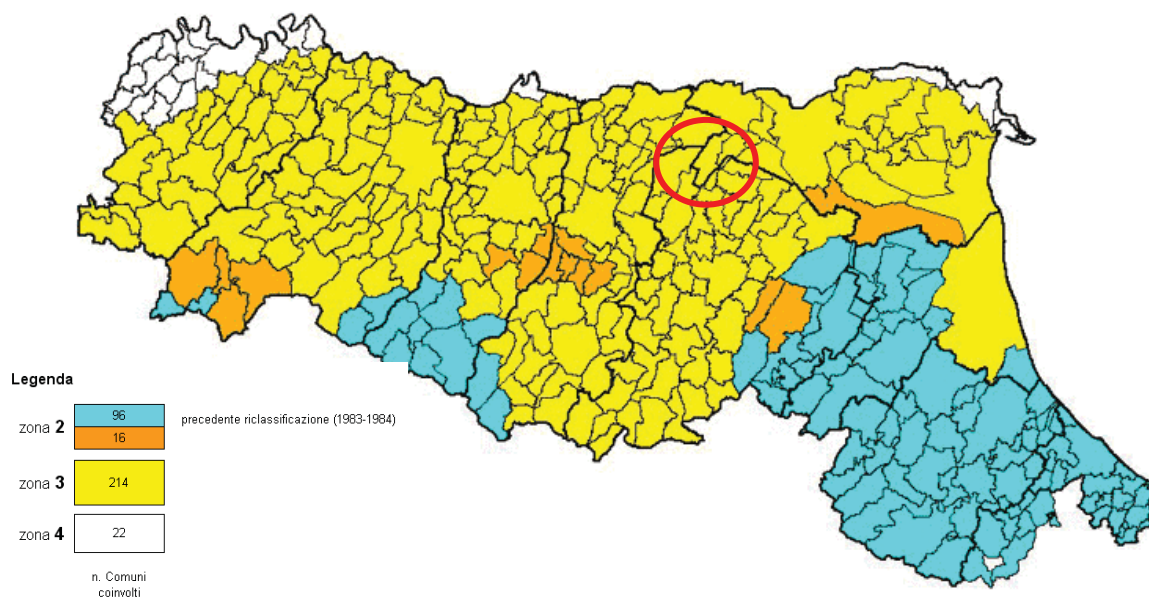 Legenda
zona 2
96
precedente riclassificazione (1983-1984)
16
zona 3
214
zona 4
22
n. Comuni
coinvolti